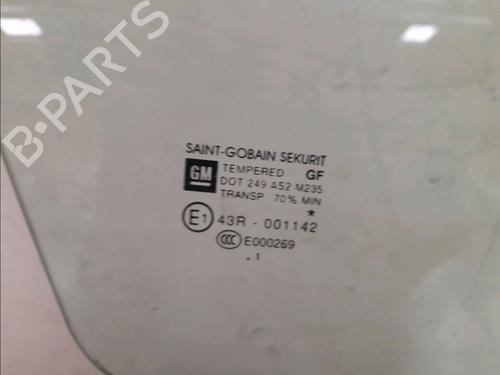 B-PARTS
SAINT-GOBAIN SEKURIT
GM TEMPERED GF
DOT 249 AS2 M235
TRANSP 70% MIN
*
E1 43R - 001142
CCC E000269
. 1